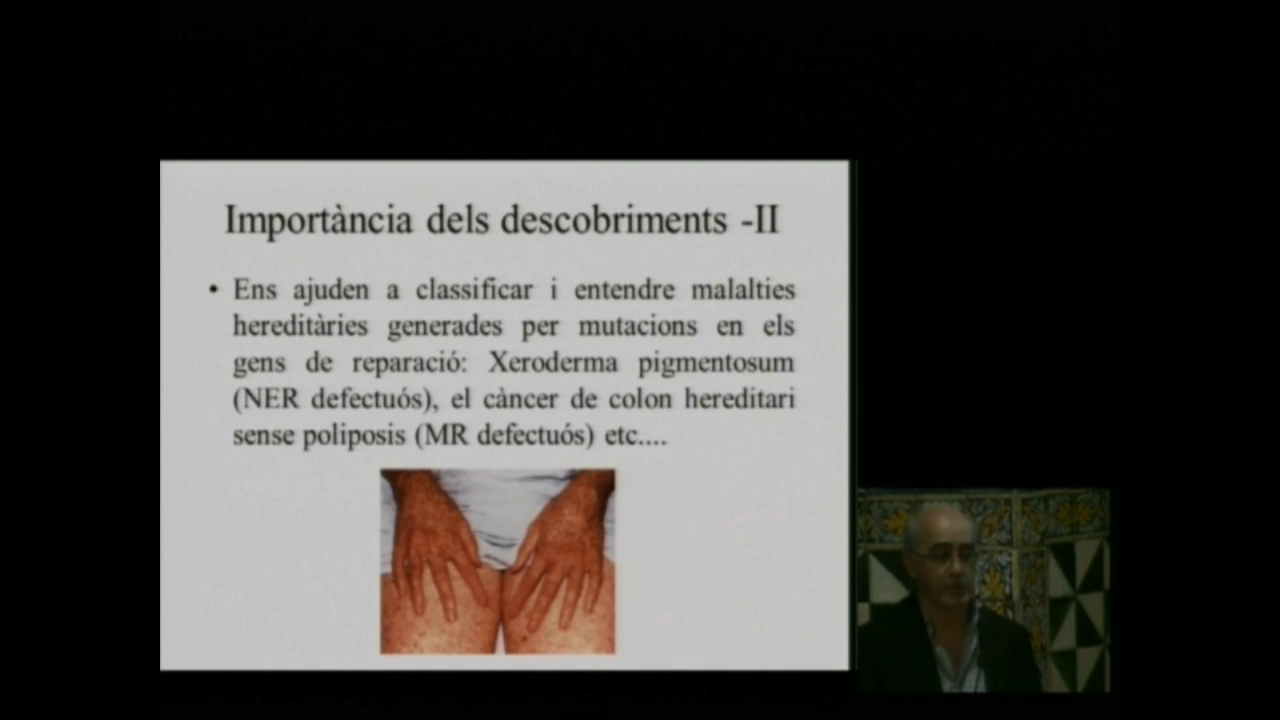 Importància dels descobriments -II
• Ens ajuden a classificar i entendre malalties
hereditàries generades per mutacions en els
gens de reparació: Xeroderma pigmentosum
(NER defectuós), el càncer de colon hereditari
sense poliposis (MR defectuós) etc....